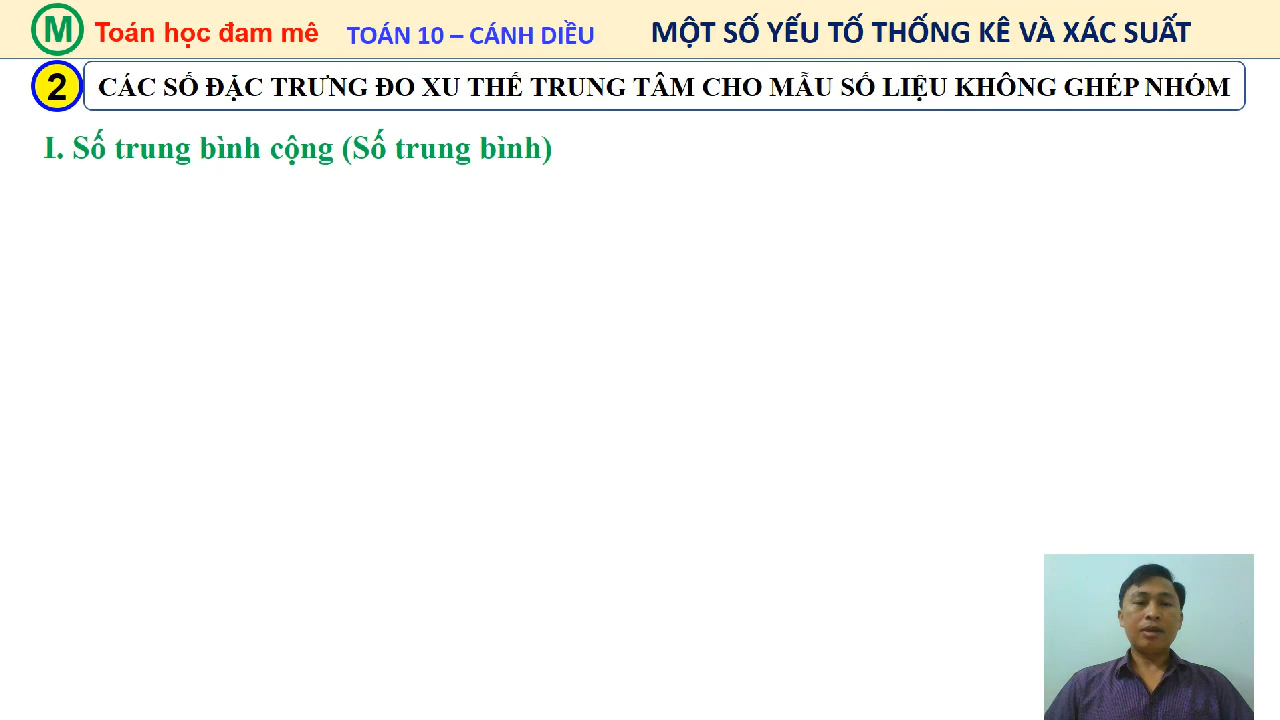 M Toán học đam mê TOÁN 10 – CÁNH DIỀU MỘT SỐ YẾU TỐ THỐNG KÊ VÀ XÁC SUẤT
2 CÁC SỐ ĐẶC TRƯNG ĐO XU THẾ TRUNG TÂM CHO MẪU SỐ LIỆU KHÔNG GHÉP NHÓM
I. Số trung bình cộng (Số trung bình)